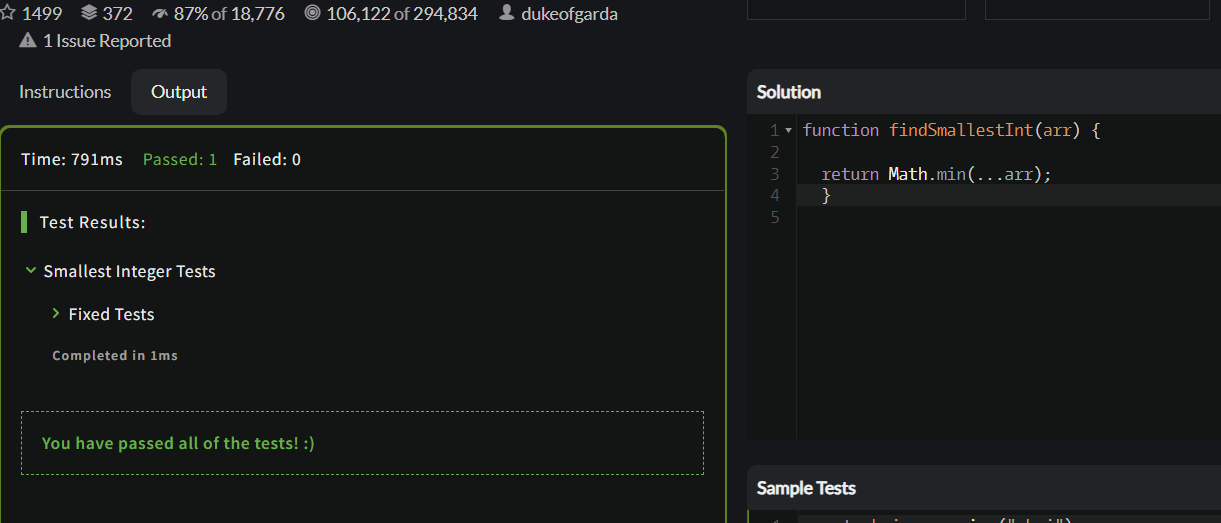 1499 372 87% of 18,776 106,122 of 294,834 dukeofgarda
1 Issue Reported
Instructions Output
Time: 791ms Passed: 1 Failed: 0
Test Results:
Smallest Integer Tests
Fixed Tests
Completed in 1ms
You have passed all of the tests! :)
Solution
1 function findSmallestInt(arr) {
2
3 return Math.min(...arr);
4 }
5
Sample Tests